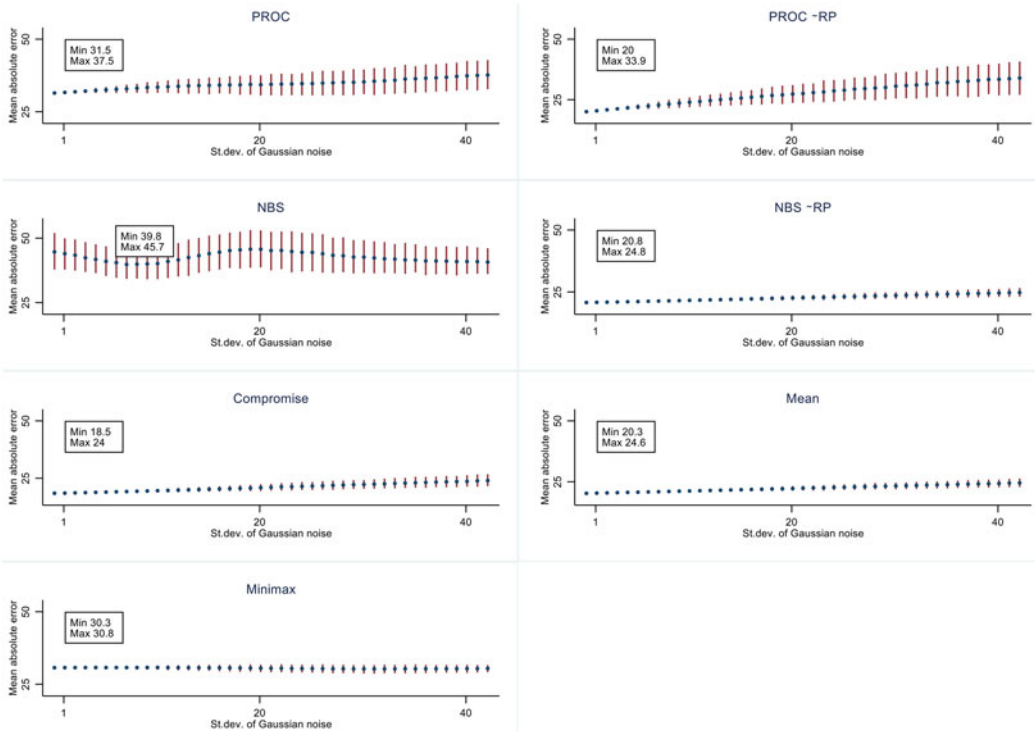 PROC
Mean absolute error
50
25
Min 31.5
Max 37.5
1
20
40
St.dev. of Gaussian noise
PROC -RP
Mean absolute error
50
25
Min 20
Max 33.9
1
20
40
St.dev. of Gaussian noise
NBS
Mean absolute error
50
25
Min 39.8
Max 45.7
1
20
40
St.dev. of Gaussian noise
NBS -RP
Mean absolute error
50
25
Min 20.8
Max 24.8
1
20
40
St.dev. of Gaussian noise
Compromise
Mean absolute error
50
25
Min 18.5
Max 24
1
20
40
St.dev. of Gaussian noise
Mean
Mean absolute error
50
25
Min 20.3
Max 24.6
1
20
40
St.dev. of Gaussian noise
Minimax
Mean absolute error
50
25
Min 30.3
Max 30.8
1
20
40
St.dev. of Gaussian noise